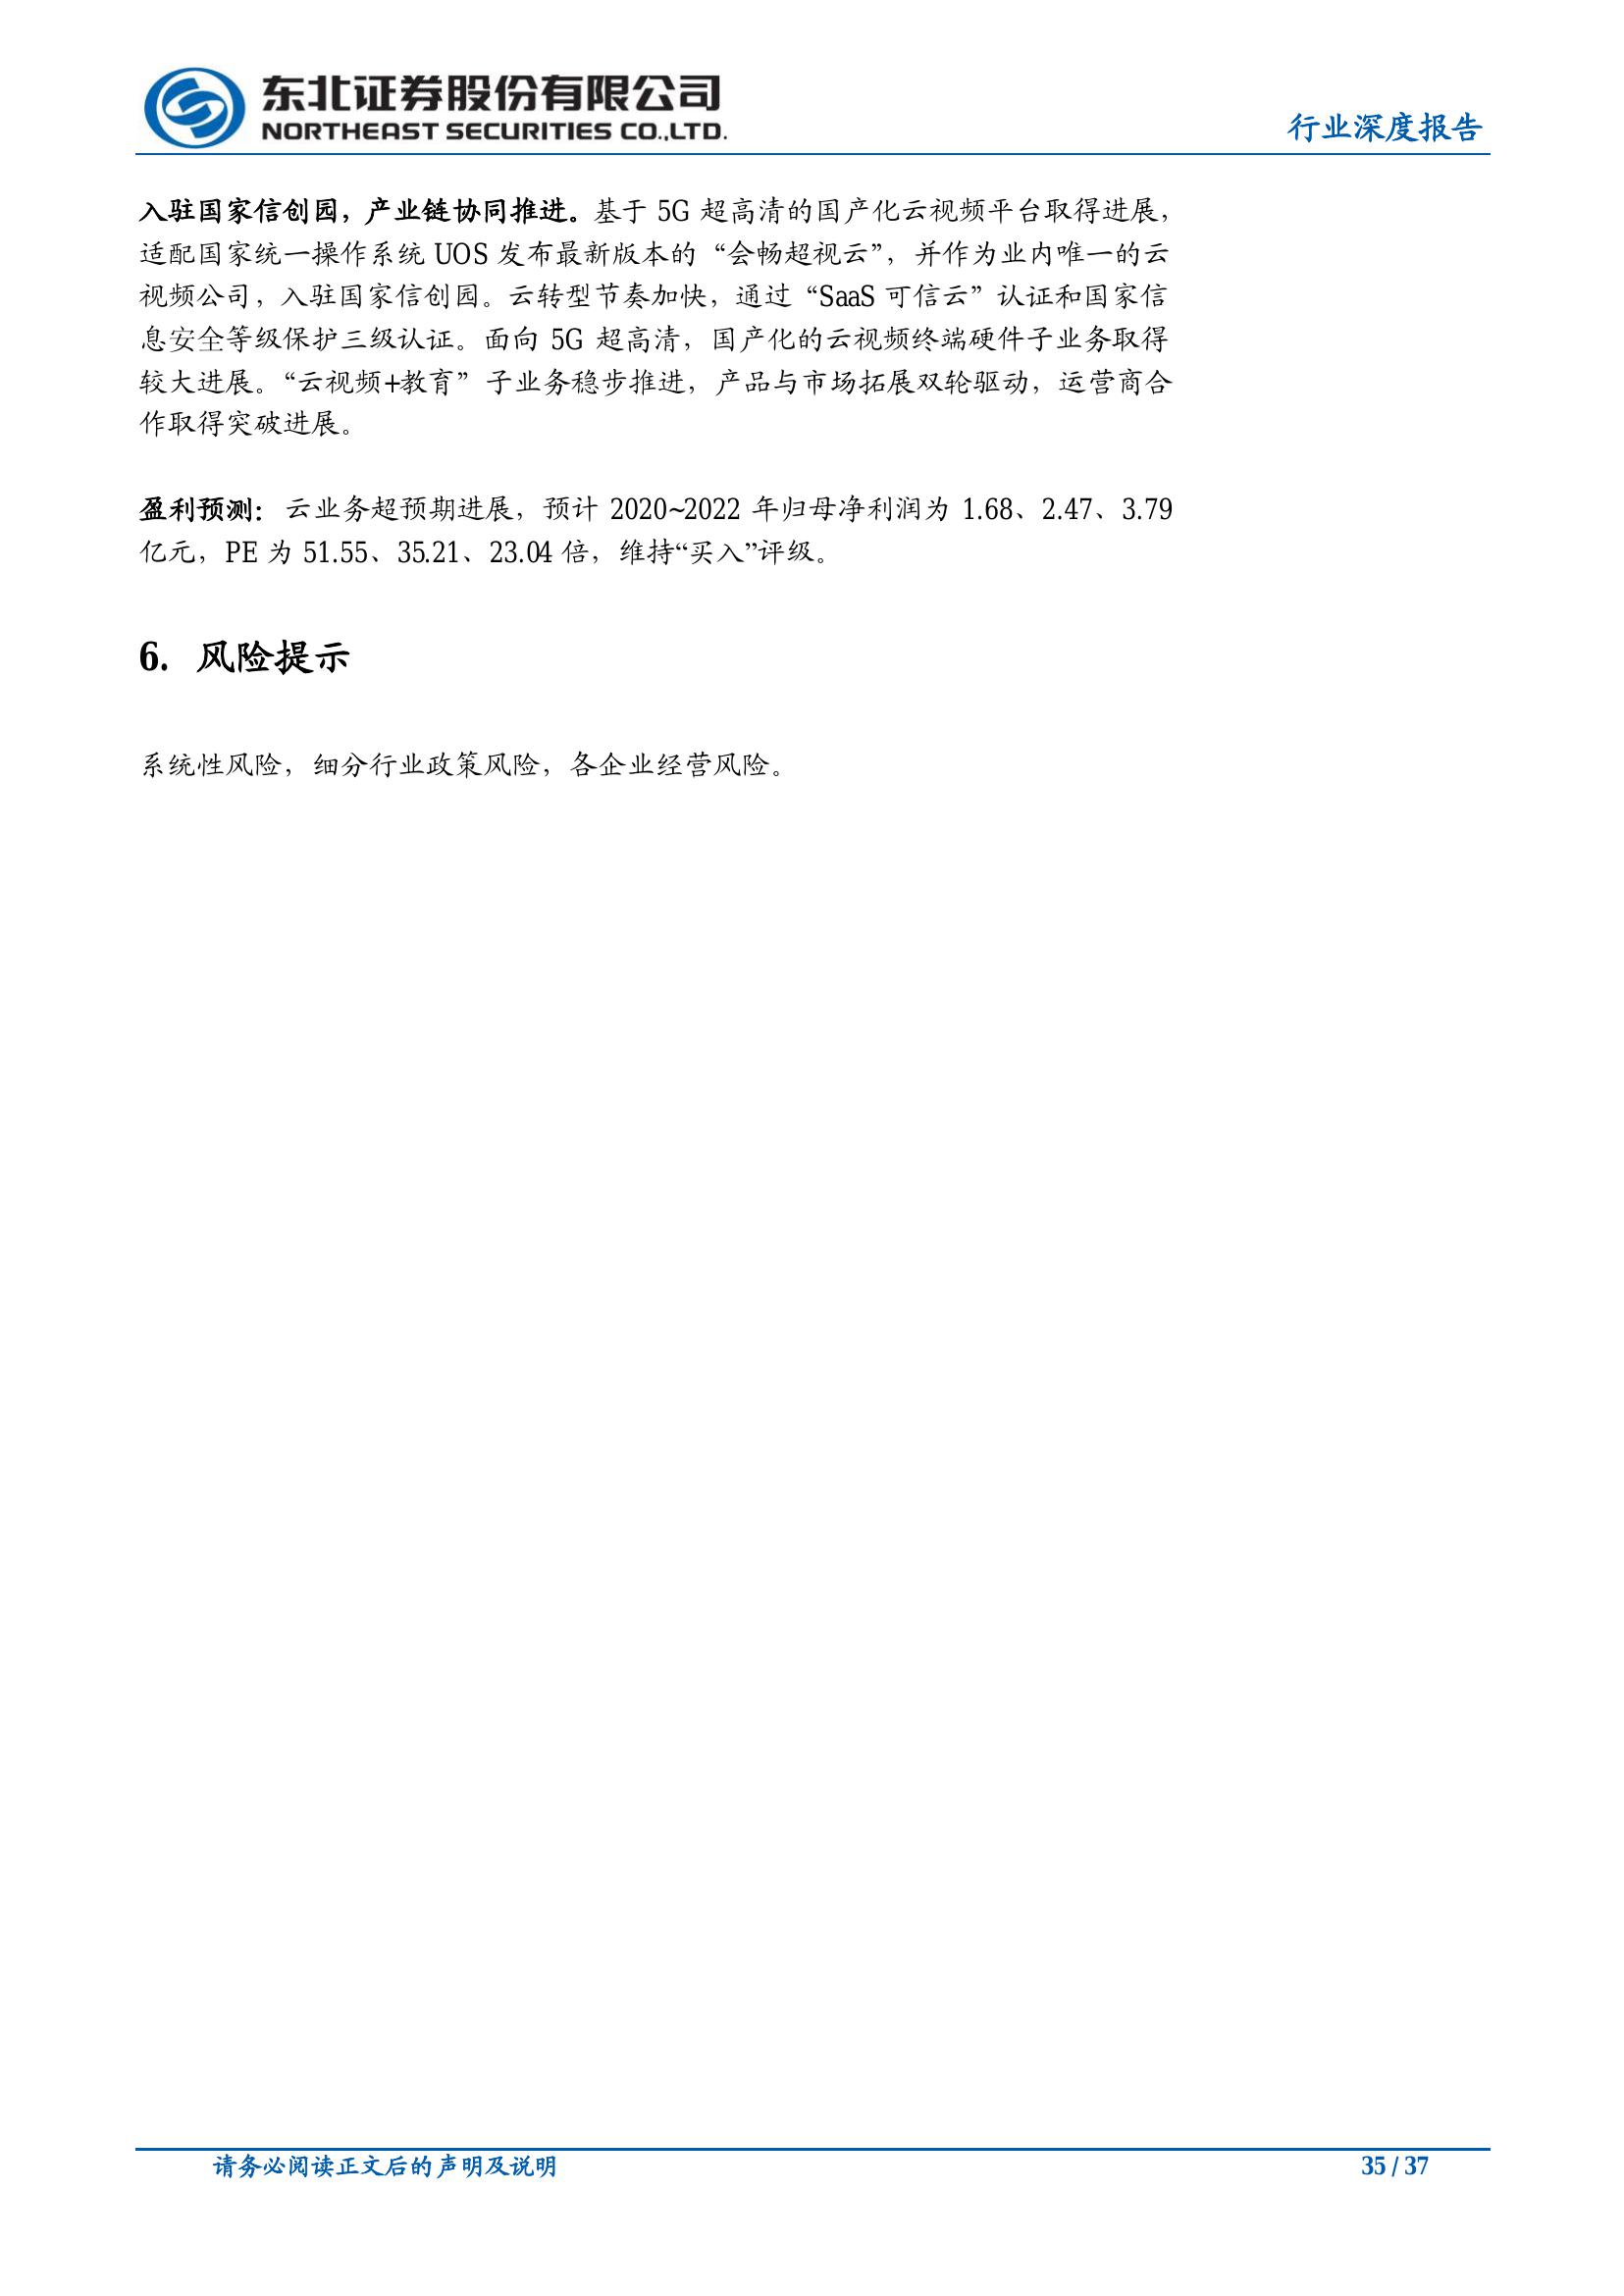 东北证券股份有限公司
NORTHEAST SECURITIES CO.,LTD.
行业深度报告
入驻国家信创园，产业链协同推进。基于 5G 超高清的国产化云视频平台取得进展，
适配国家统一操作系统 UOS 发布最新版本的“会畅超视云”，并作为业内唯一的云
视频公司，入驻国家信创园。云转型节奏加快，通过“SaaS 可信云”认证和国家信
息安全等级保护三级认证。面向 5G 超高清，国产化的云视频终端硬件子业务取得
较大进展。“云视频+教育”子业务稳步推进，产品与市场拓展双轮驱动，运营商合
作取得突破进展。
盈利预测：云业务超预期进展，预计 2020~2022 年归母净利润为 1.68、2.47、3.79
亿元，PE 为 51.55、35.21、23.04 倍，维持“买入”评级。
6. 风险提示
系统性风险，细分行业政策风险，各企业经营风险。
请务必阅读正文后的声明及说明
35 / 37